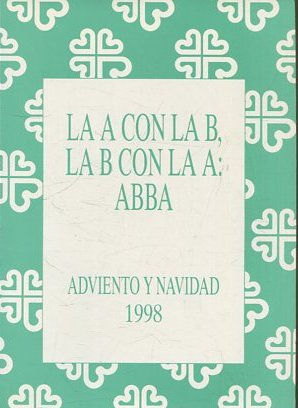 LA A CON LA B,
LA B CON LA A:
ABBA
ADVIENTO Y NAVIDAD
1998